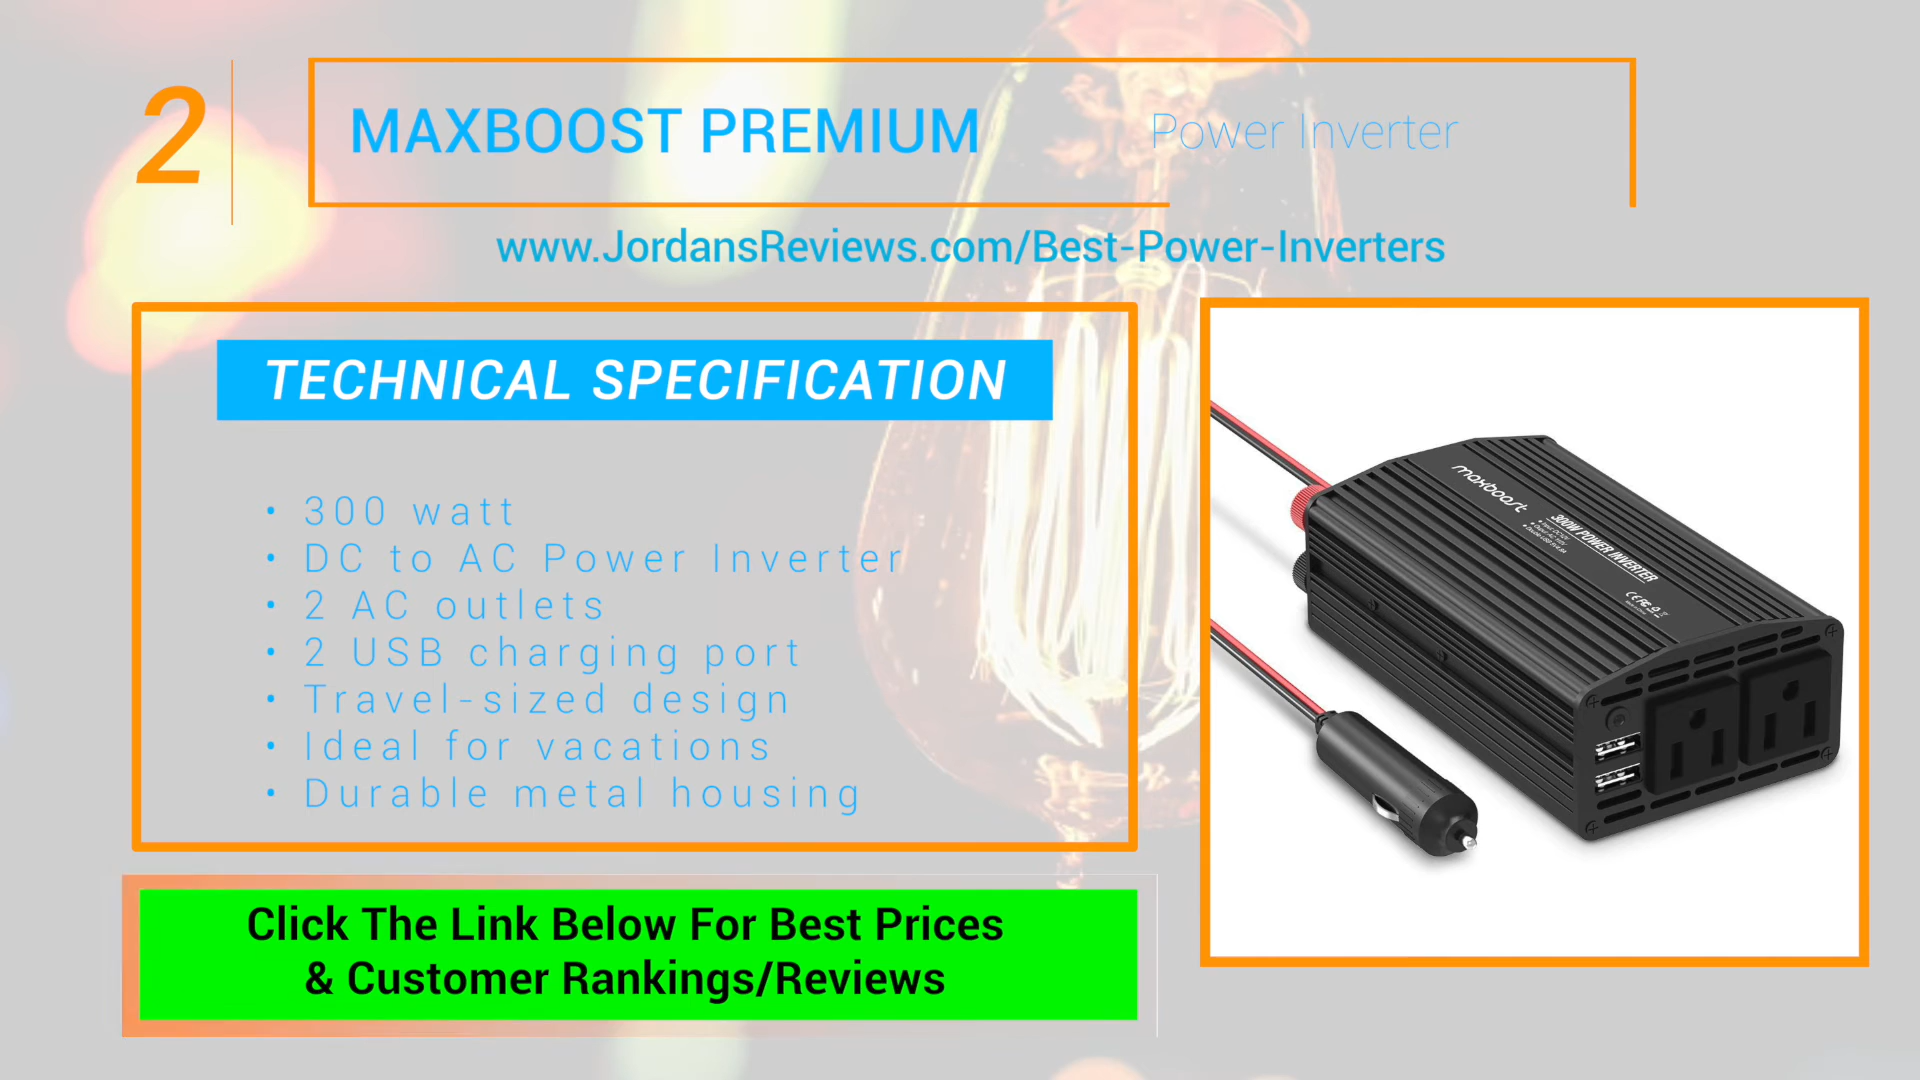 2
MAXBOOST PREMIUM
Power Inverter
www.JordansReviews.com/Best-Power-Inverters
TECHNICAL SPECIFICATION
• 300 watt
• DC to AC Power Inverter
• 2 AC outlets
• 2 USB charging port
• Travel-sized design
• Ideal for vacations
• Durable metal housing
maxboost
300W POWER INVERTER
Click The Link Below For Best Prices
& Customer Rankings/Reviews